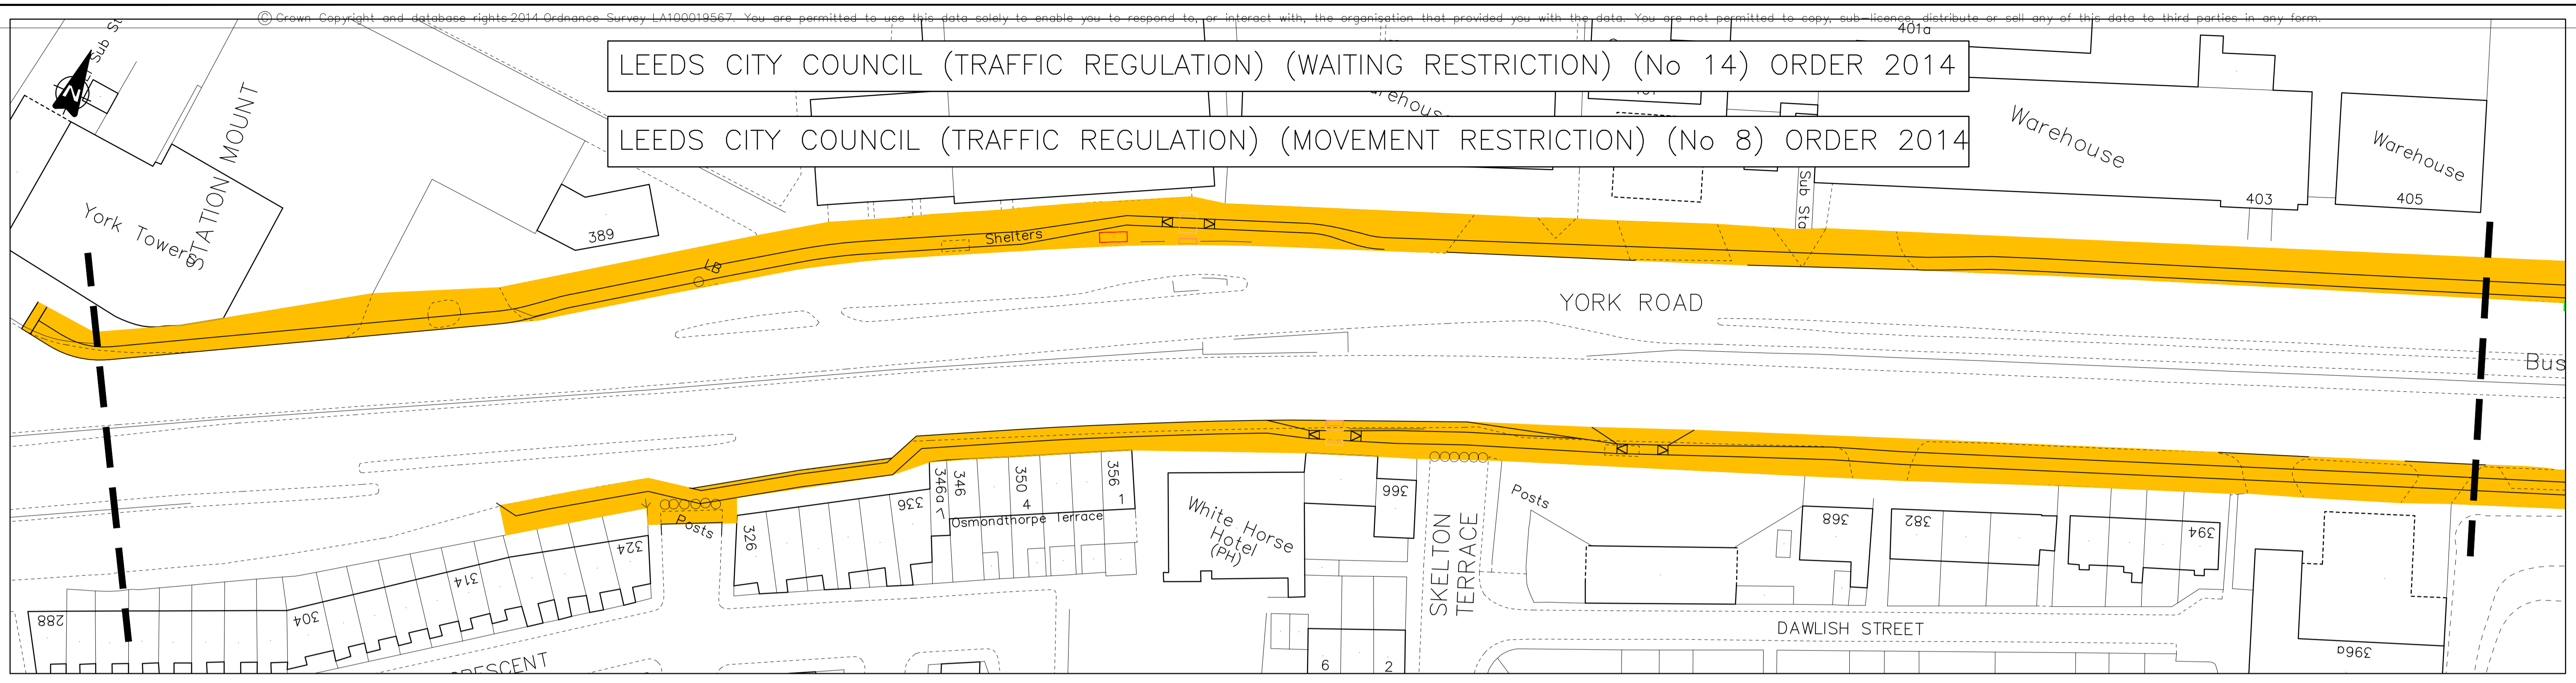 © Crown Copyright and database rights 2014 Ordnance Survey LA100019567. You are permitted to use this data solely to enable you to respond to, or interact with, the organisation that provided you with the data. You are not permitted to copy, sub-licence, distribute or sell any of this data to third parties in any form.
LEEDS CITY COUNCIL (TRAFFIC REGULATION) (WAITING RESTRICTION) (No 14) ORDER 2014
LEEDS CITY COUNCIL (TRAFFIC REGULATION) (MOVEMENT RESTRICTION) (No 8) ORDER 2014
401a
Sub St
N
STATION MOUNT
York Towers
389
Warehouse
Warehouse
Sub Sta
403
405
LB
Shelters
YORK ROAD
Bus
346a
346
350
4
356
1
Osmondthorpe Terrace
336
326
Posts
324
314
304
288
White Horse
Hotel
(PH)
366
Posts
SKELTON
TERRACE
368
382
394
396a
DAWLISH STREET
6
2